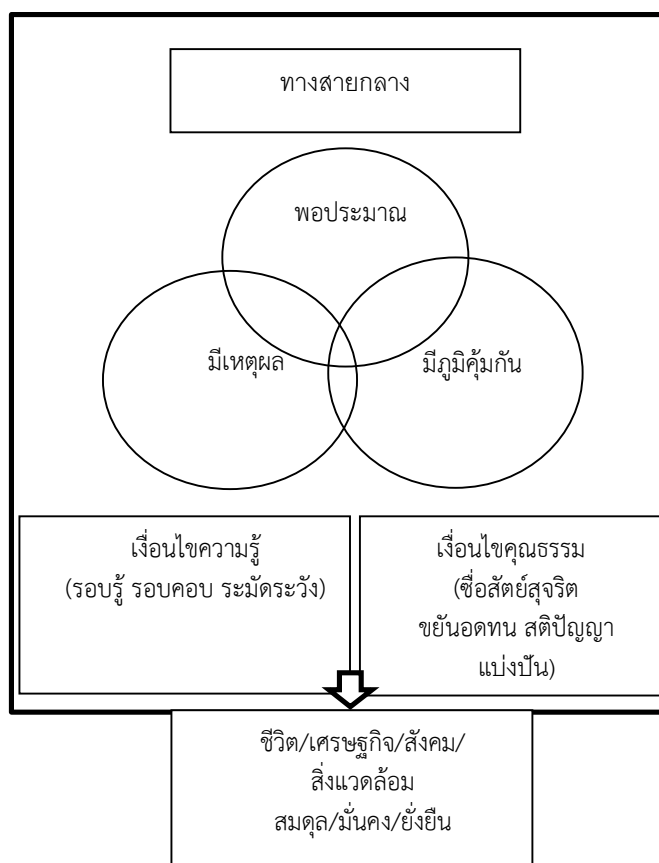 ทางสายกลาง
พอประมาณ
มีเหตุผล
มีภูมิคุ้มกัน
เงื่อนไขความรู้
(รอบรู้ รอบคอบ ระมัดระวัง)
เงื่อนไขคุณธรรม
(ซื่อสัตย์สุจริต
ขยันอดทน สติปัญญา
แบ่งปัน)
ชีวิต/เศรษฐกิจ/สังคม/
สิ่งแวดล้อม
สมดุล/มั่นคง/ยั่งยืน